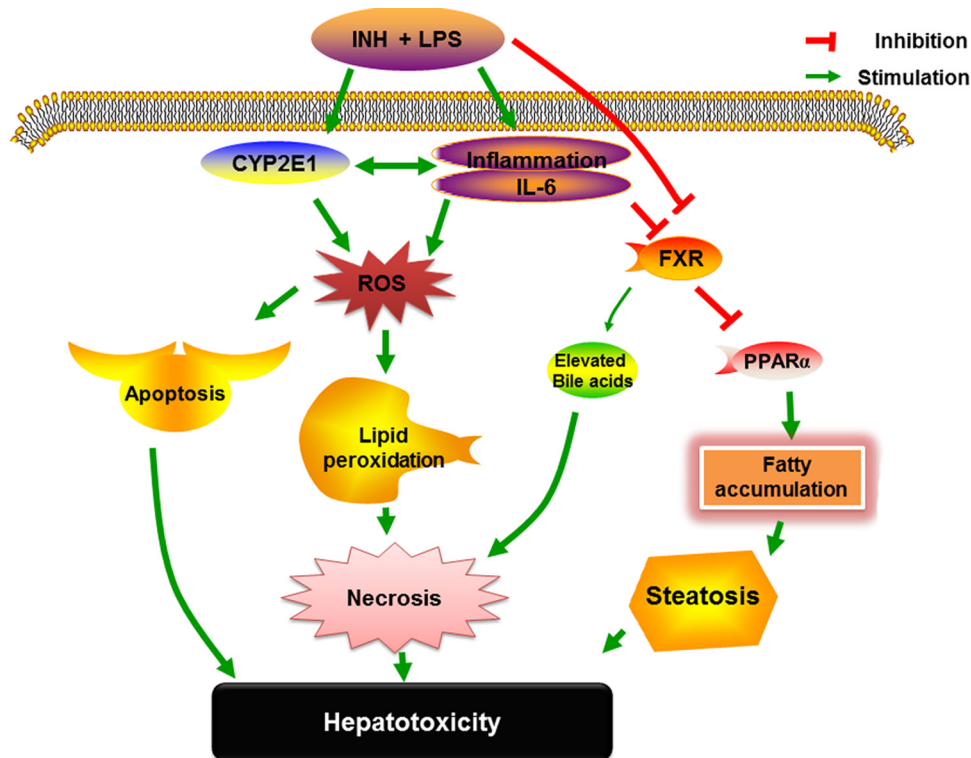 INH + LPS
Inhibition
Stimulation
CYP2E1
Inflammation
IL-6
FXR
ROS
Elevated
Bile acids
PPARα
Apoptosis
Lipid
peroxidation
Fatty
accumulation
Necrosis
Steatosis
Hepatotoxicity